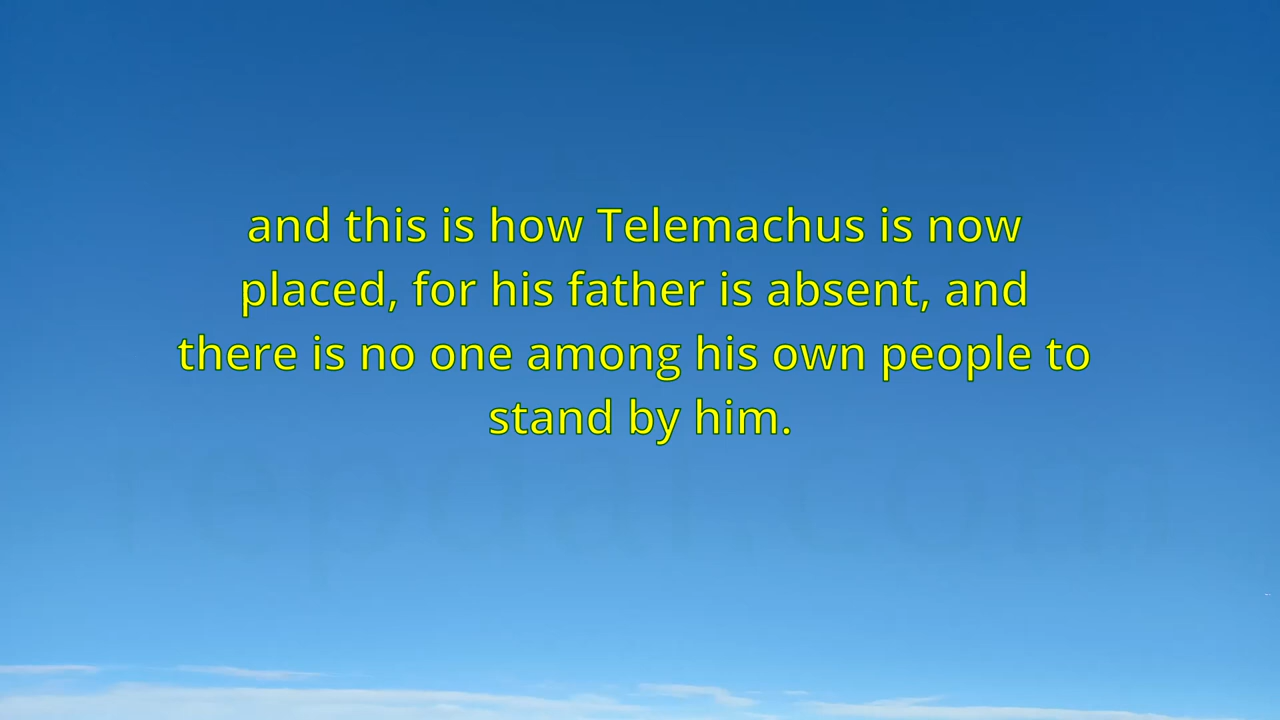 and this is how Telemachus is now
placed, for his father is absent, and
there is no one among his own people to
stand by him.